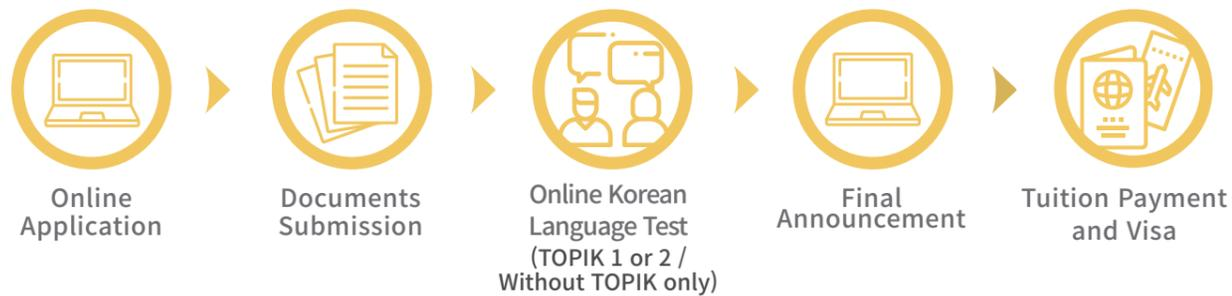 Online
Application
Documents
Submission
Online Korean
Language Test
(TOPIK 1 or 2 /
Without TOPIK only)
Final
Announcement
Tuition Payment
and Visa